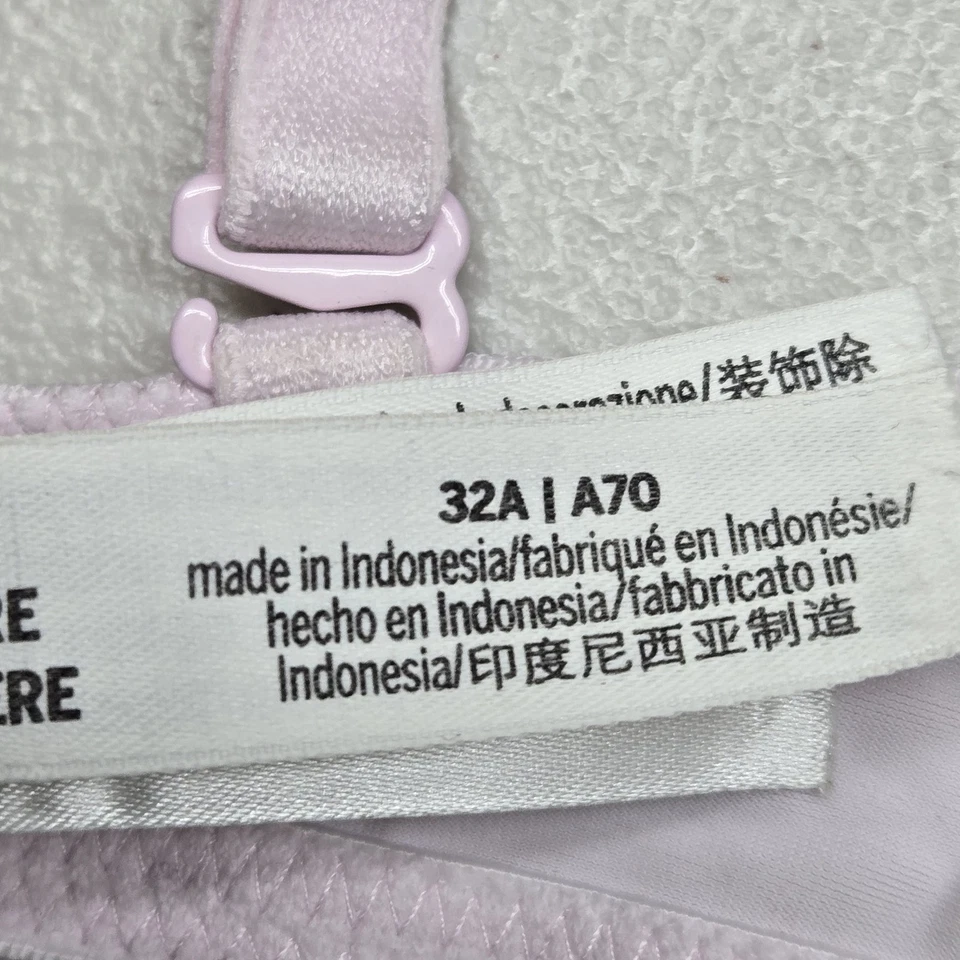 /装饰除
32A | A70
made in Indonesia/fabriqué en Indonésie/
hecho en Indonesia/fabbricato in
Indonesia/印度尼西亚制造
RE
ERE